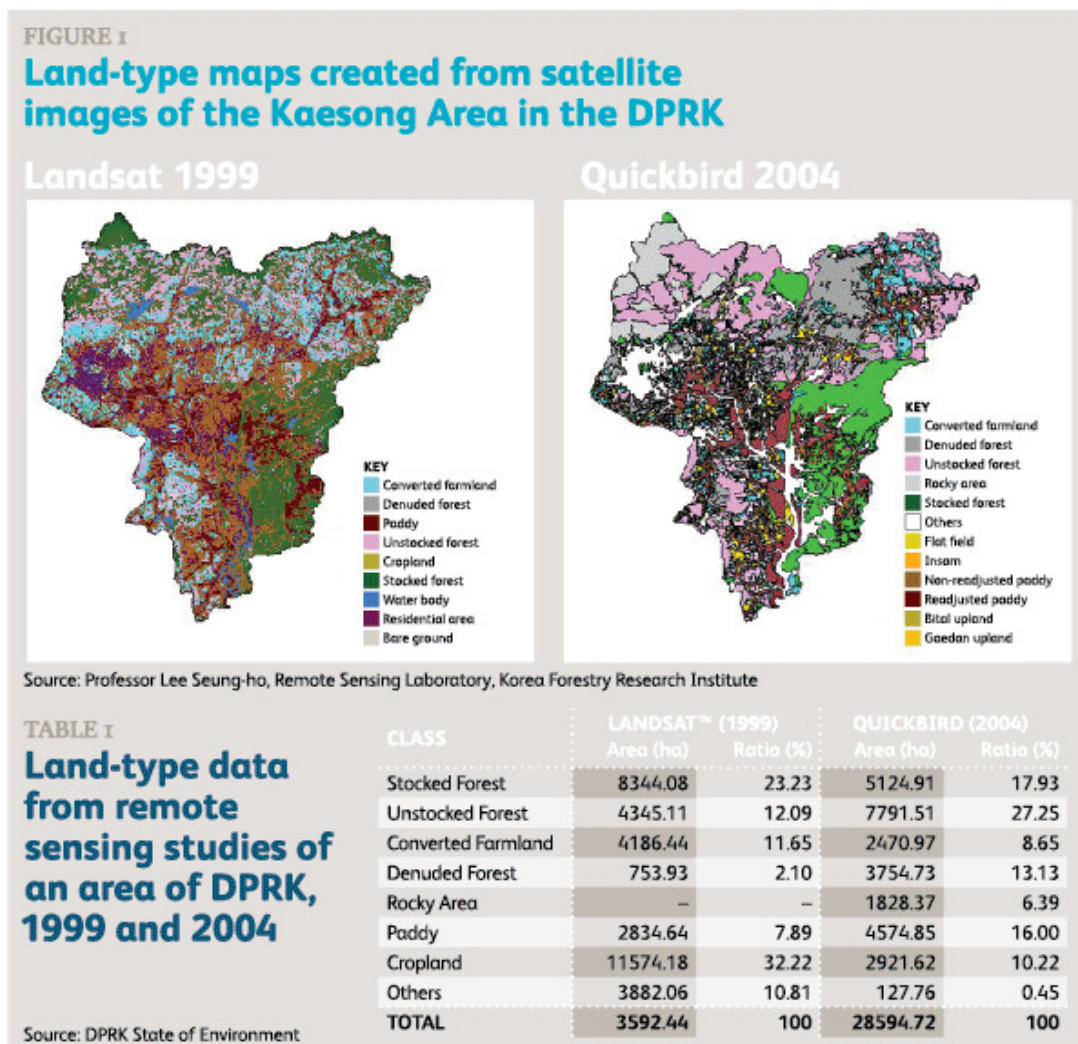 FIGURE 1
Land-type maps created from satellite
images of the Kaesong Area in the DPRK
Landsat 1999
Quickbird 2004
KEY
Converted farmland
Denuded forest
Paddy
Unstocked forest
Cropland
Stocked forest
Water body
Residential area
Bare ground
KEY
Converted farmland
Denuded forest
Unstocked forest
Rocky area
Stocked forest
Others
Flat field
Insam
Non-readjusted paddy
Readjusted paddy
Bital upland
Gaedan upland
Source: Professor Lee Seung-ho, Remote Sensing Laboratory, Korea Forestry Research Institute
TABLE 1
Land-type data
from remote
sensing studies of
an area of DPRK,
1999 and 2004
Source: DPRK State of Environment
LANDSAT™ (1999) QUICKBIRD (2004)
CLASS Area (ha) Ratio (%) Area (ha) Ratio (%)
Stocked Forest 8344.08 23.23 5124.91 17.93
Unstocked Forest 4345.11 12.09 7791.51 27.25
Converted Farmland 4186.44 11.65 2470.97 8.65
Denuded Forest 753.93 2.10 3754.73 13.13
Rocky Area – – 1828.37 6.39
Paddy 2834.64 7.89 4574.85 16.00
Cropland 11574.18 32.22 2921.62 10.22
Others 3882.06 10.81 127.76 0.45
TOTAL 3592.44 100 28594.72 100